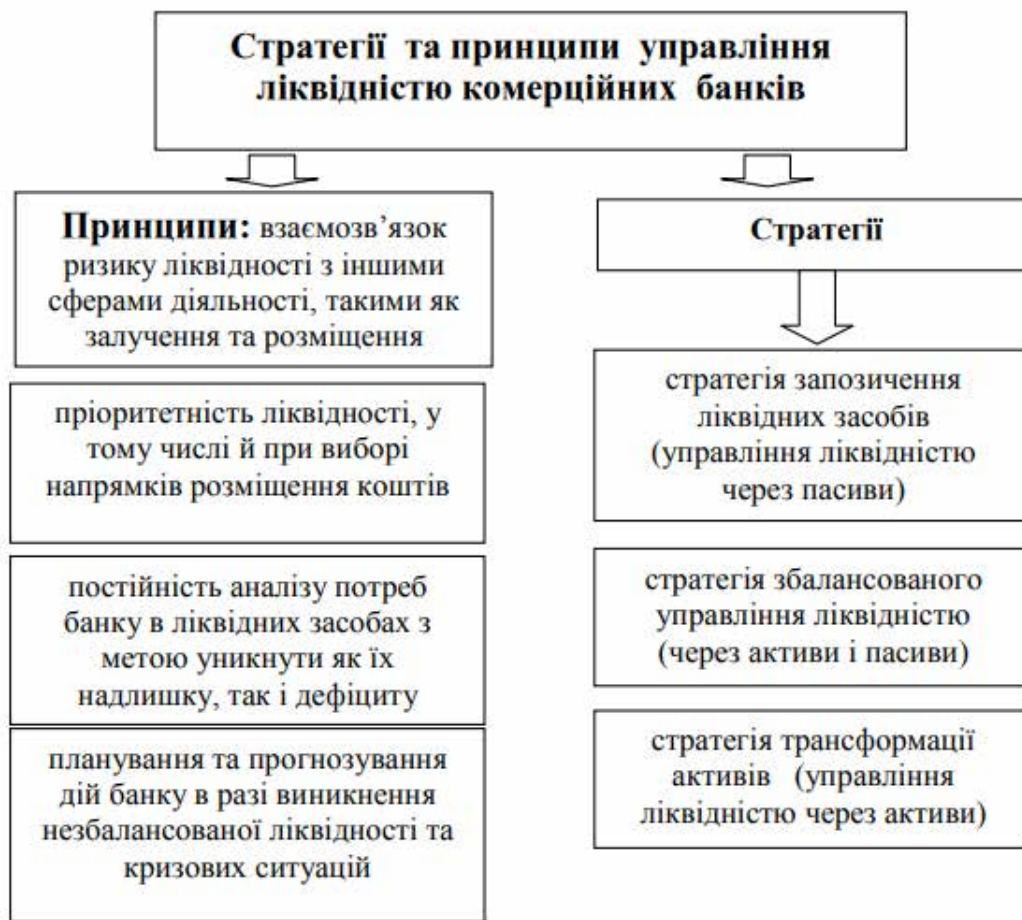 Стратегії та принципи управління
ліквідністю комерційних банків
Принципи: взаємозв’язок
ризику ліквідності з іншими
сферами діяльності, такими як
залучення та розміщення
пріоритетність ліквідності, у
тому числі й при виборі
напрямків розміщення коштів
постійність аналізу потреб
банку в ліквідних засобах з
метою уникнути як їх
надлишку, так і дефіциту
планування та прогнозування
дій банку в разі виникнення
незбалансованої ліквідності та
кризових ситуацій
Стратегії
стратегія запозичення
ліквідних засобів
(управління ліквідністю
через пасиви)
стратегія збалансованого
управління ліквідністю
(через активи і пасиви)
стратегія трансформації
активів (управління
ліквідністю через активи)